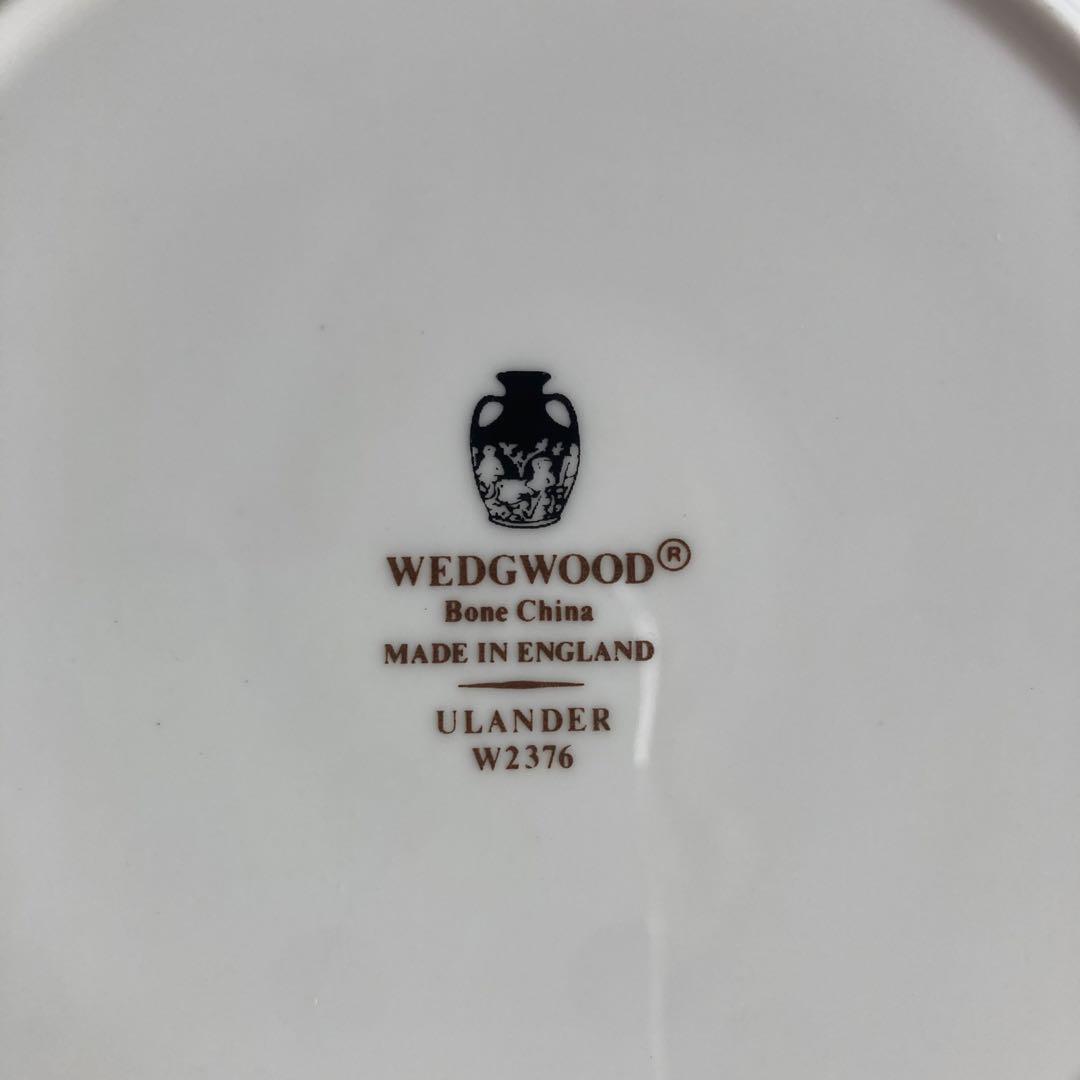 WEDGWOOD®
Bone China
MADE IN ENGLAND
ULANDER
W2376